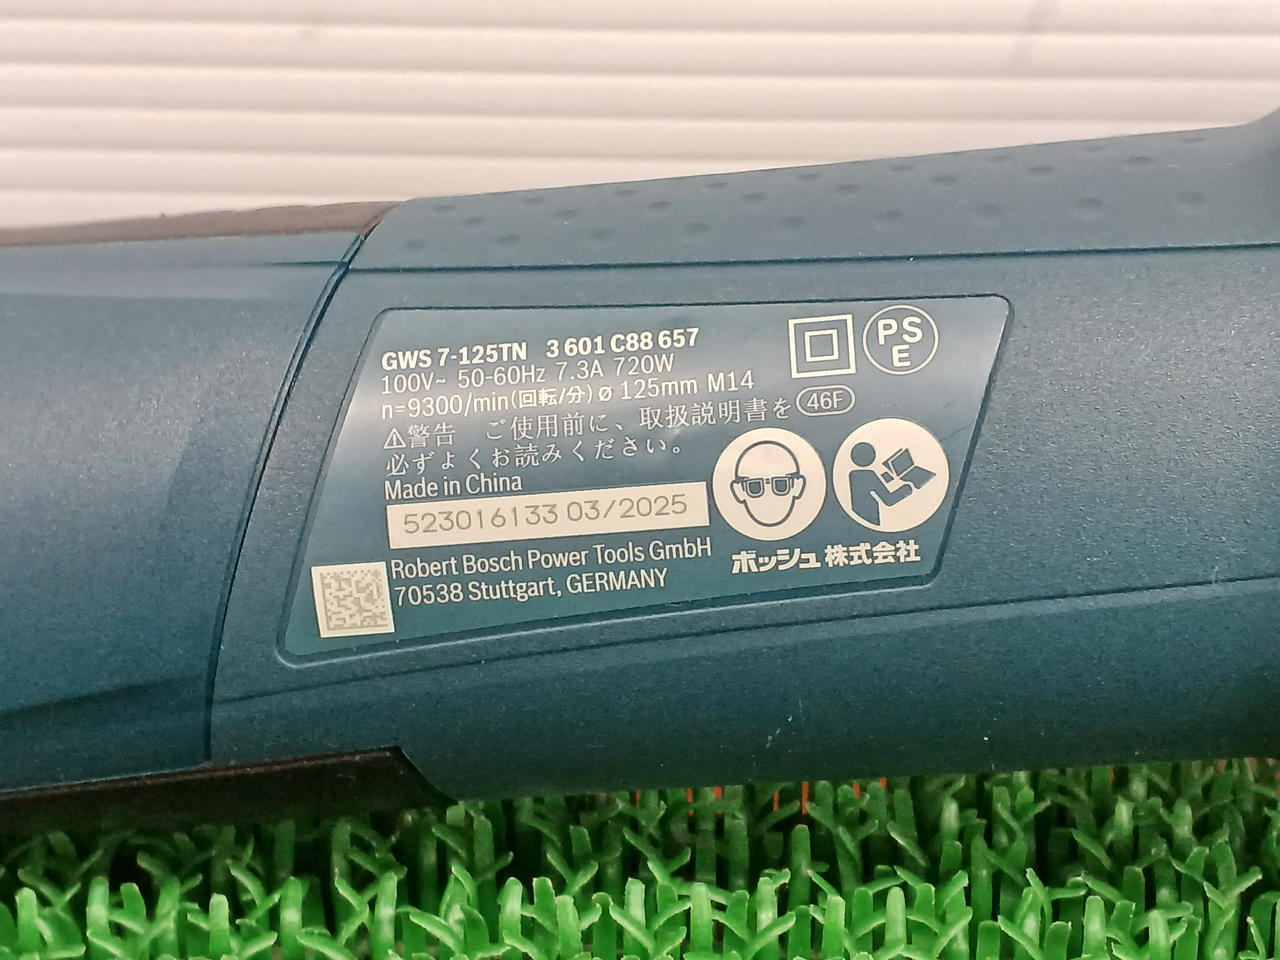 GWS 7-125TN 3 601 C88 657
100V~ 50-60Hz 7.3A 720W
n=9300/min(回転/分) ø 125mm M14
⚠警告 ご使用前に、取扱説明書を
必ずよくお読みください。
Made in China
523016133 03/2025
Robert Bosch Power Tools GmbH
70538 Stuttgart, GERMANY
PS
E
46F
ボッシュ株式会社